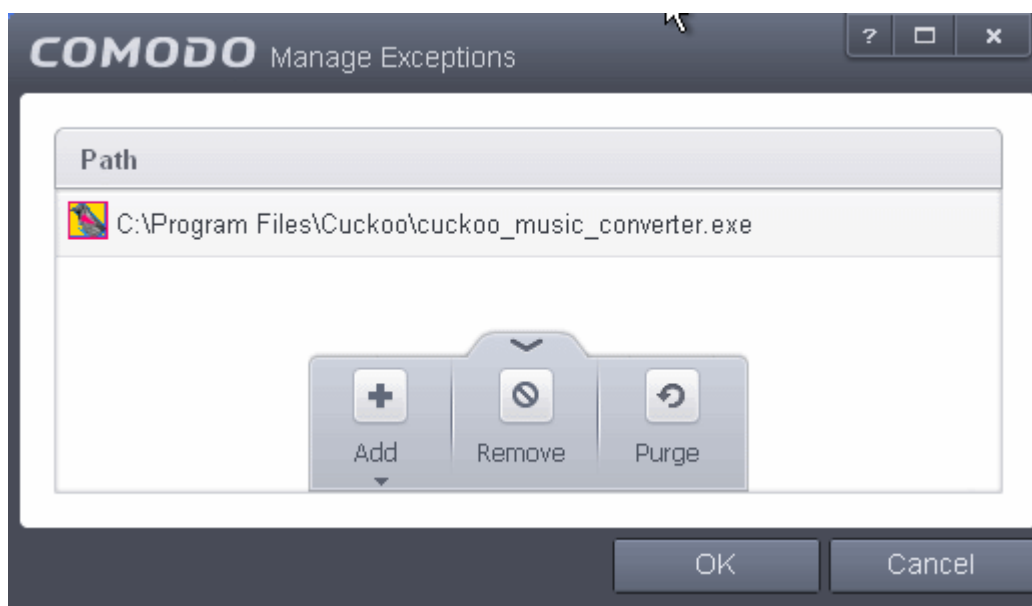 COMODO Manage Exceptions ?
Path
C:\Program Files\Cuckoo\cuckoo_music_converter.exe
Add Remove Purge
OK Cancel